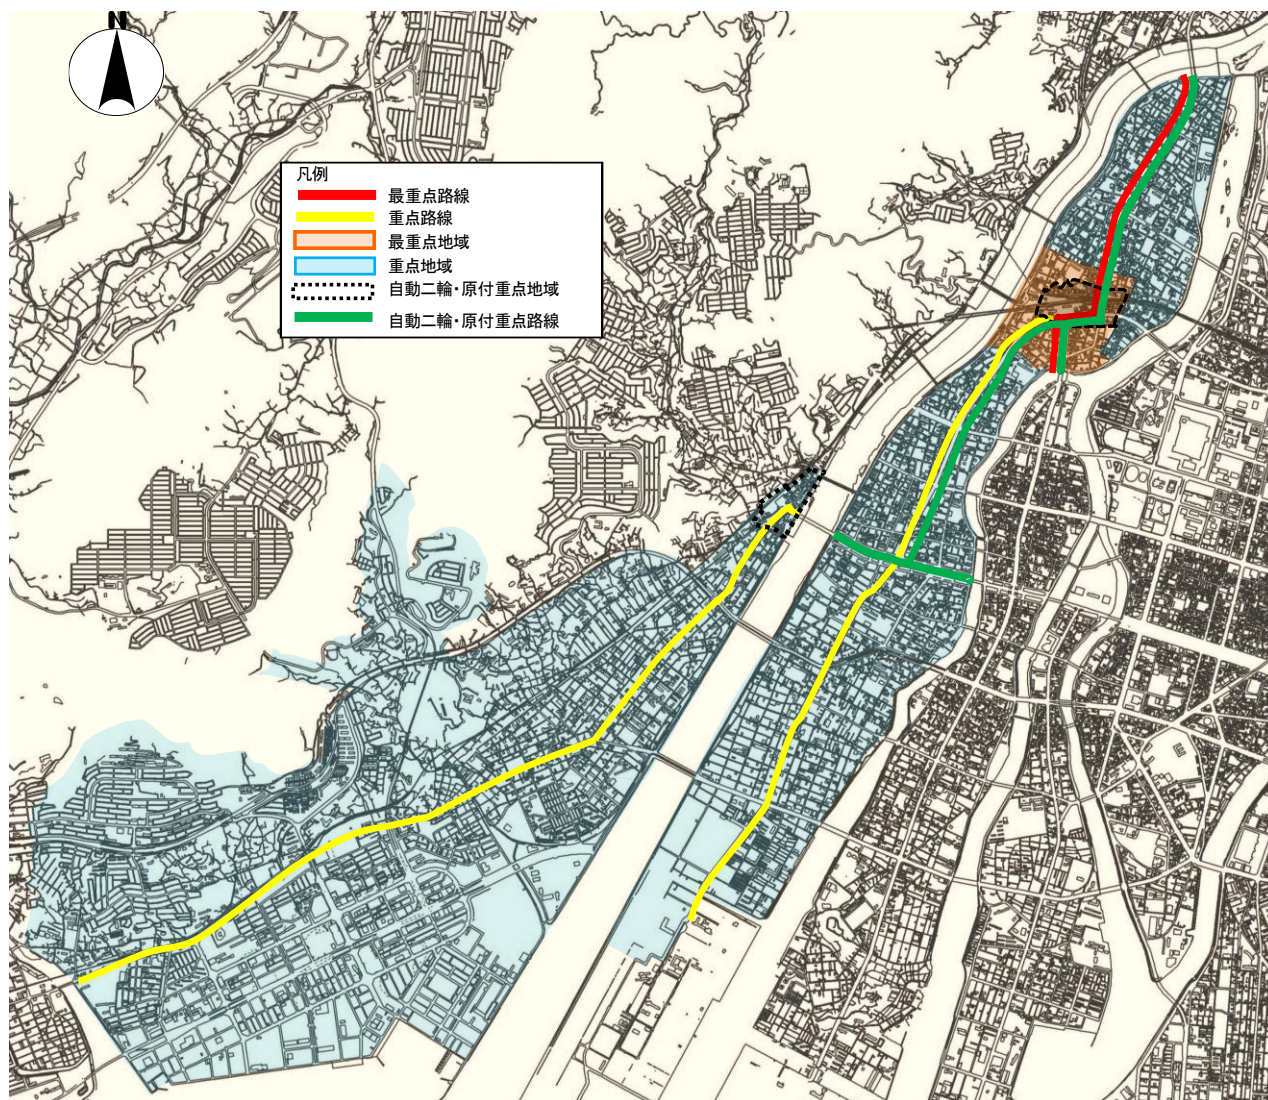 N
凡例
最重点路線
重点路線
最重点地域
重点地域
自動二輪・原付重点地域
自動二輪・原付重点路線